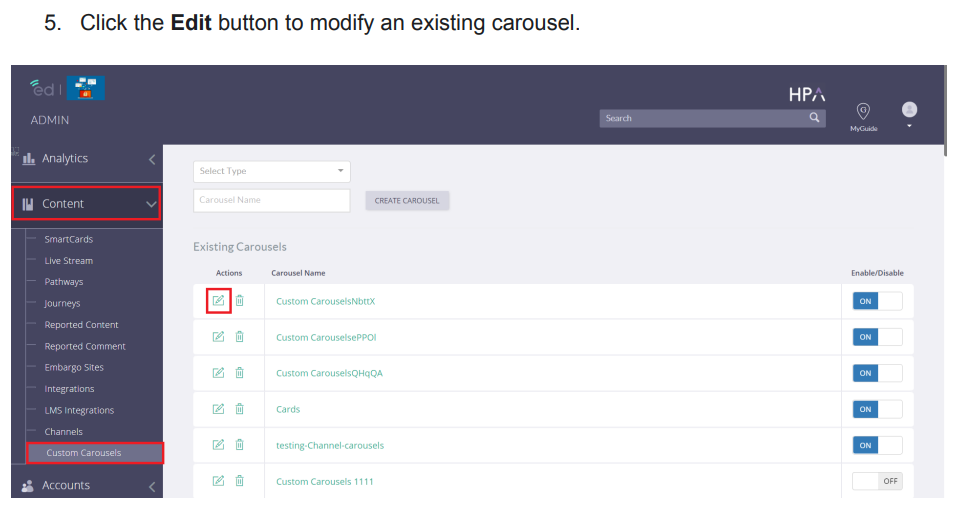 5. Click the Edit button to modify an existing carousel.
ed
HPA
ADMIN
Search
G
MyGuide
Analytics
Select Type
Carousel Name
CREATE CAROUSEL
Content
SmartCards
Live Stream
Pathways
Journeys
Reported Content
Reported Comment
Embargo Sites
Integrations
LMS Integrations
Channels
Custom Carousels
Accounts
Existing Carousels
Actions Carousel Name Enable/Disable
Custom CarouselsNbttX ON
Custom CarouselsePPOl ON
Custom CarouselsQHqQA ON
Cards ON
testing-Channel-carousels ON
Custom Carousels 1111 OFF